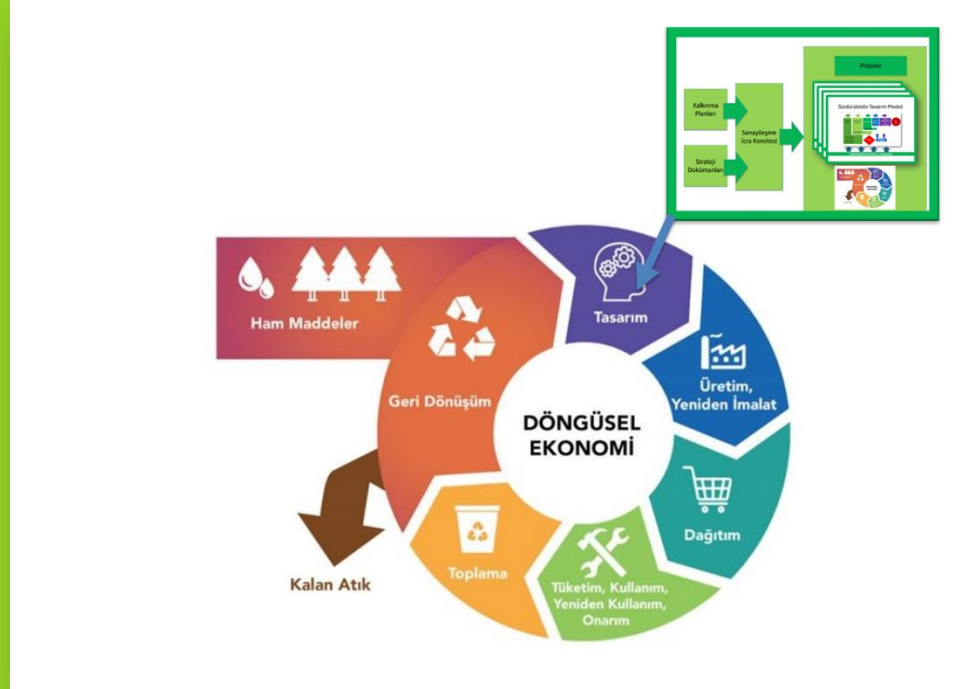 Projeler
Kalkınma
Planları
Sanayileşme
İcra Komitesi
Strateji
Dokümanları
Sürdürülebilir Tasarım Modeli
Ham Maddeler
Geri Dönüşüm
Tasarım
Üretim,
Yeniden İmalat
DÖNGÜSEL
EKONOMİ
Dağıtım
Tüketim, Kullanım,
Yeniden Kullanım,
Onarım
Toplama
Kalan Atık